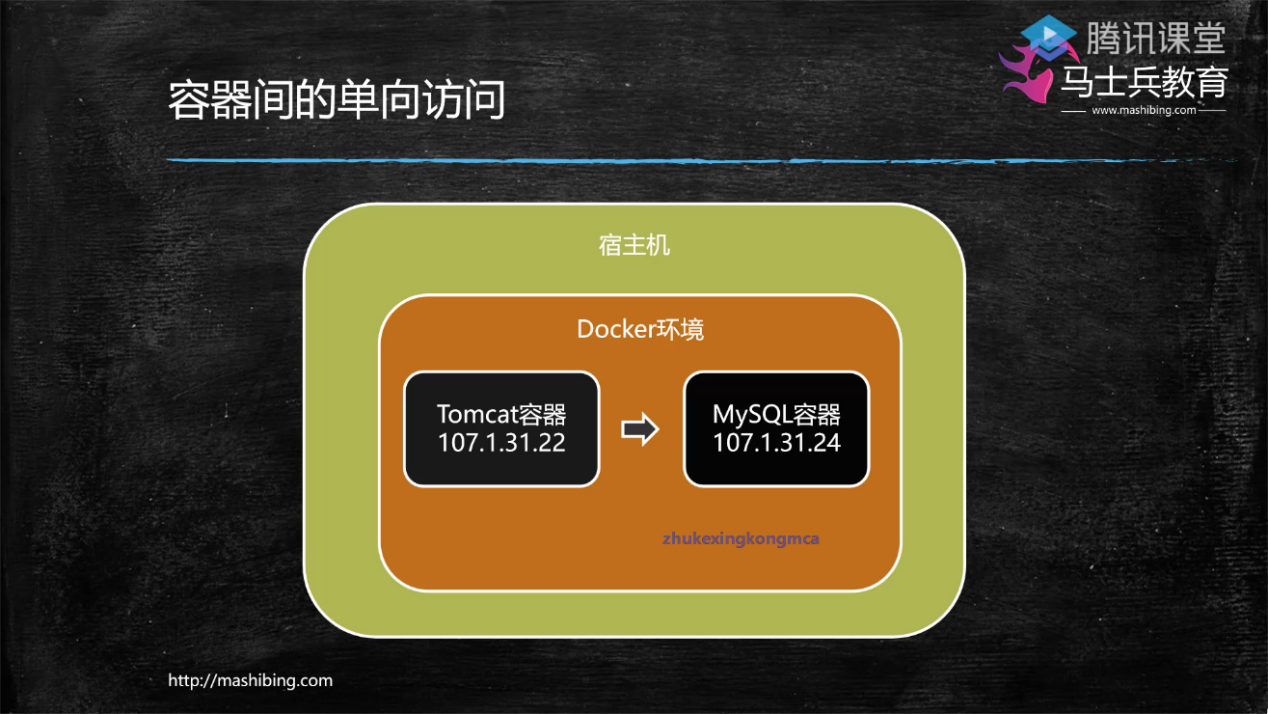 腾讯课堂
马士兵教育
www.mashibing.com
容器间的单向访问
宿主机
Docker环境
Tomcat容器
107.1.31.22
MySQL容器
107.1.31.24
zhukexingkongmca
http://mashibing.com